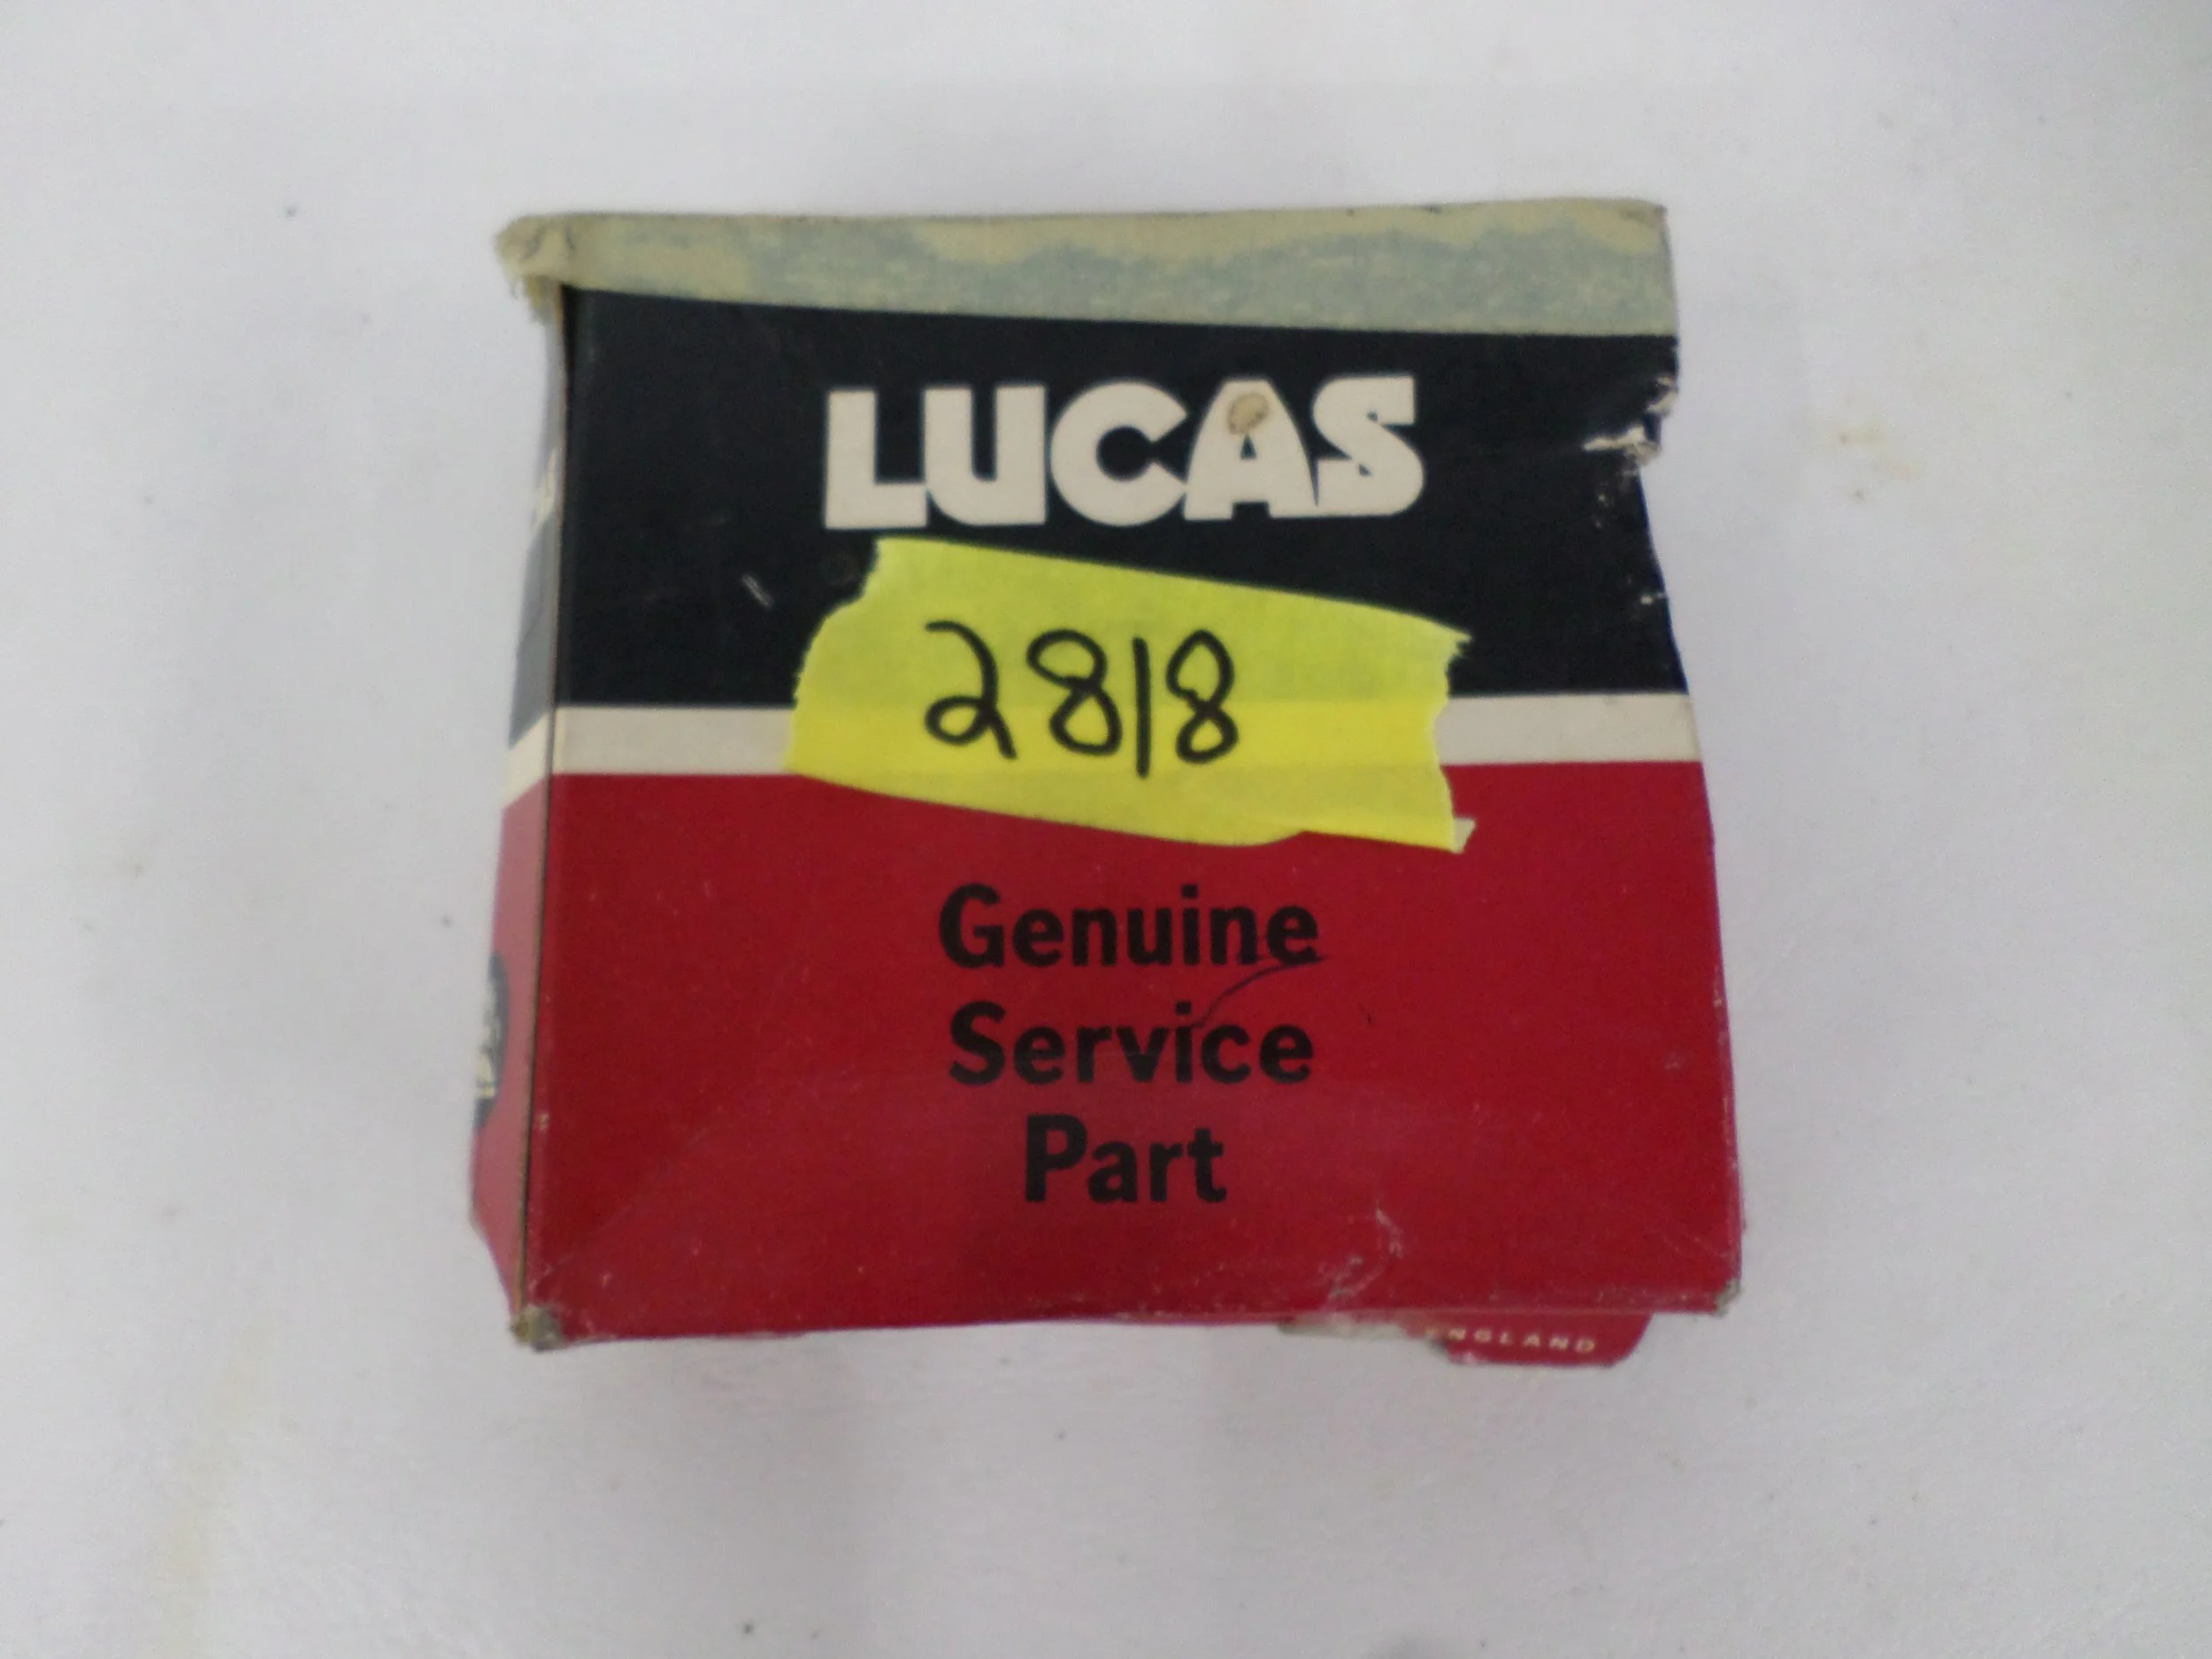 LUCAS
2818
Genuine
Service
Part
ENGLAND